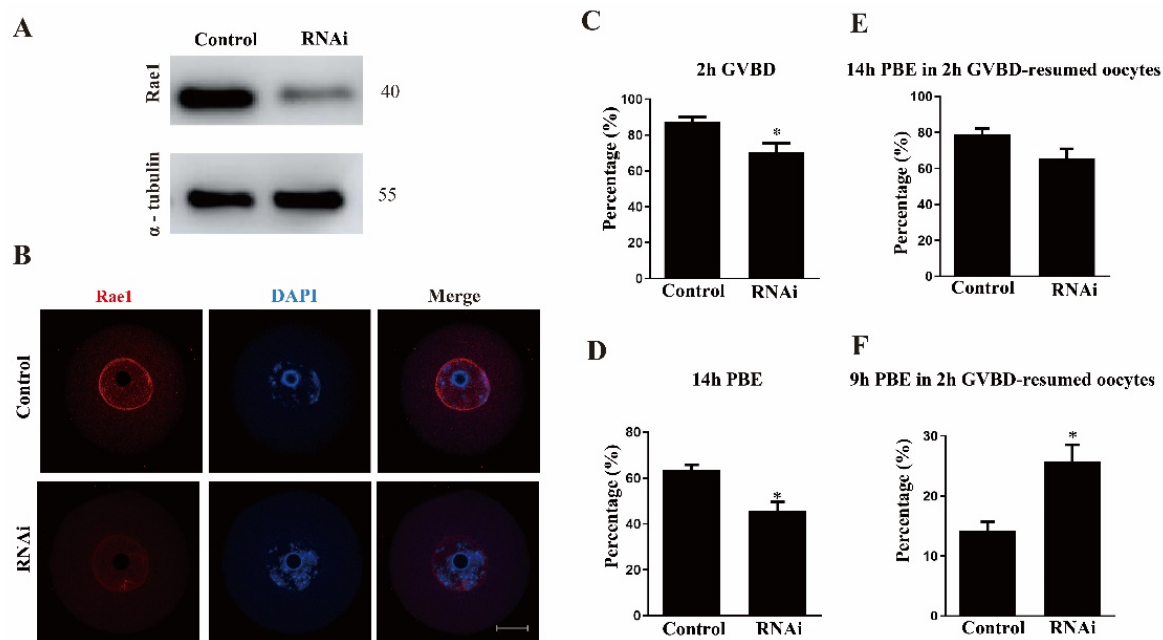 A
Control RNAi
Rae1
40
α - tubulin
55
B
Rae1 DAPI Merge
Control
RNAi
C
2h GVBD
Percentage (%)
100
80
60
40
20
0
*
Control RNAi
D
14h PBE
Percentage (%)
80
60
40
20
0
*
Control RNAi
E
14h PBE in 2h GVBD-resumed oocytes
Percentage (%)
100
80
60
40
20
0
Control RNAi
F
9h PBE in 2h GVBD-resumed oocytes
Percentage (%)
30
20
10
0
*
Control RNAi